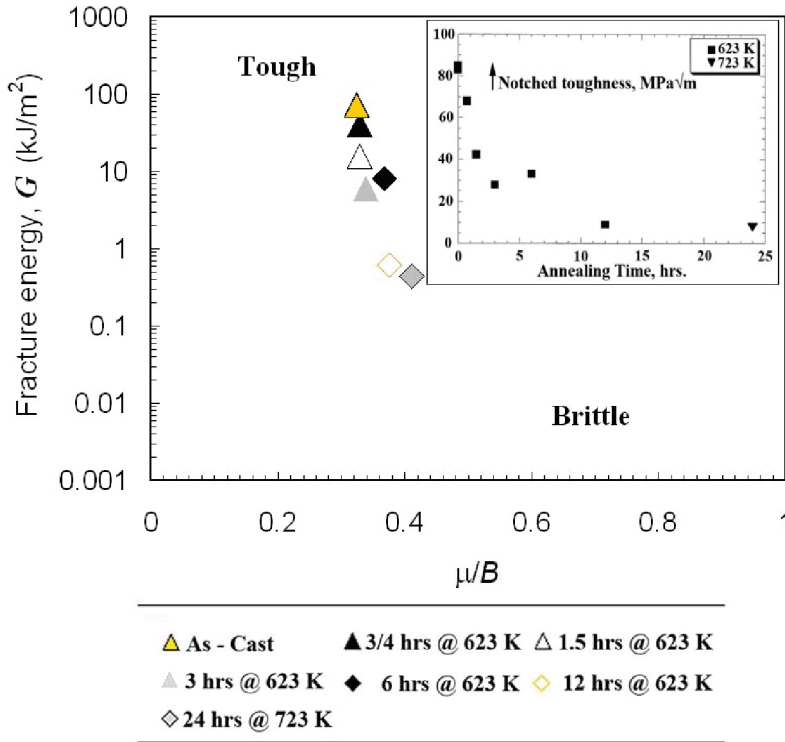 1000
100
10
1
0.1
0.01
0.001
Fracture energy, G (kJ/m²)
Tough
Brittle
0 0.2 0.4 0.6 0.8 1
μ/B
100
80
60
40
20
0
■ 623 K
▼ 723 K
Notched toughness, MPa√m
0 5 10 15 20 25
Annealing Time, hrs.
As - Cast 3/4 hrs @ 623 K 1.5 hrs @ 623 K
3 hrs @ 623 K 6 hrs @ 623 K 12 hrs @ 623 K
24 hrs @ 723 K